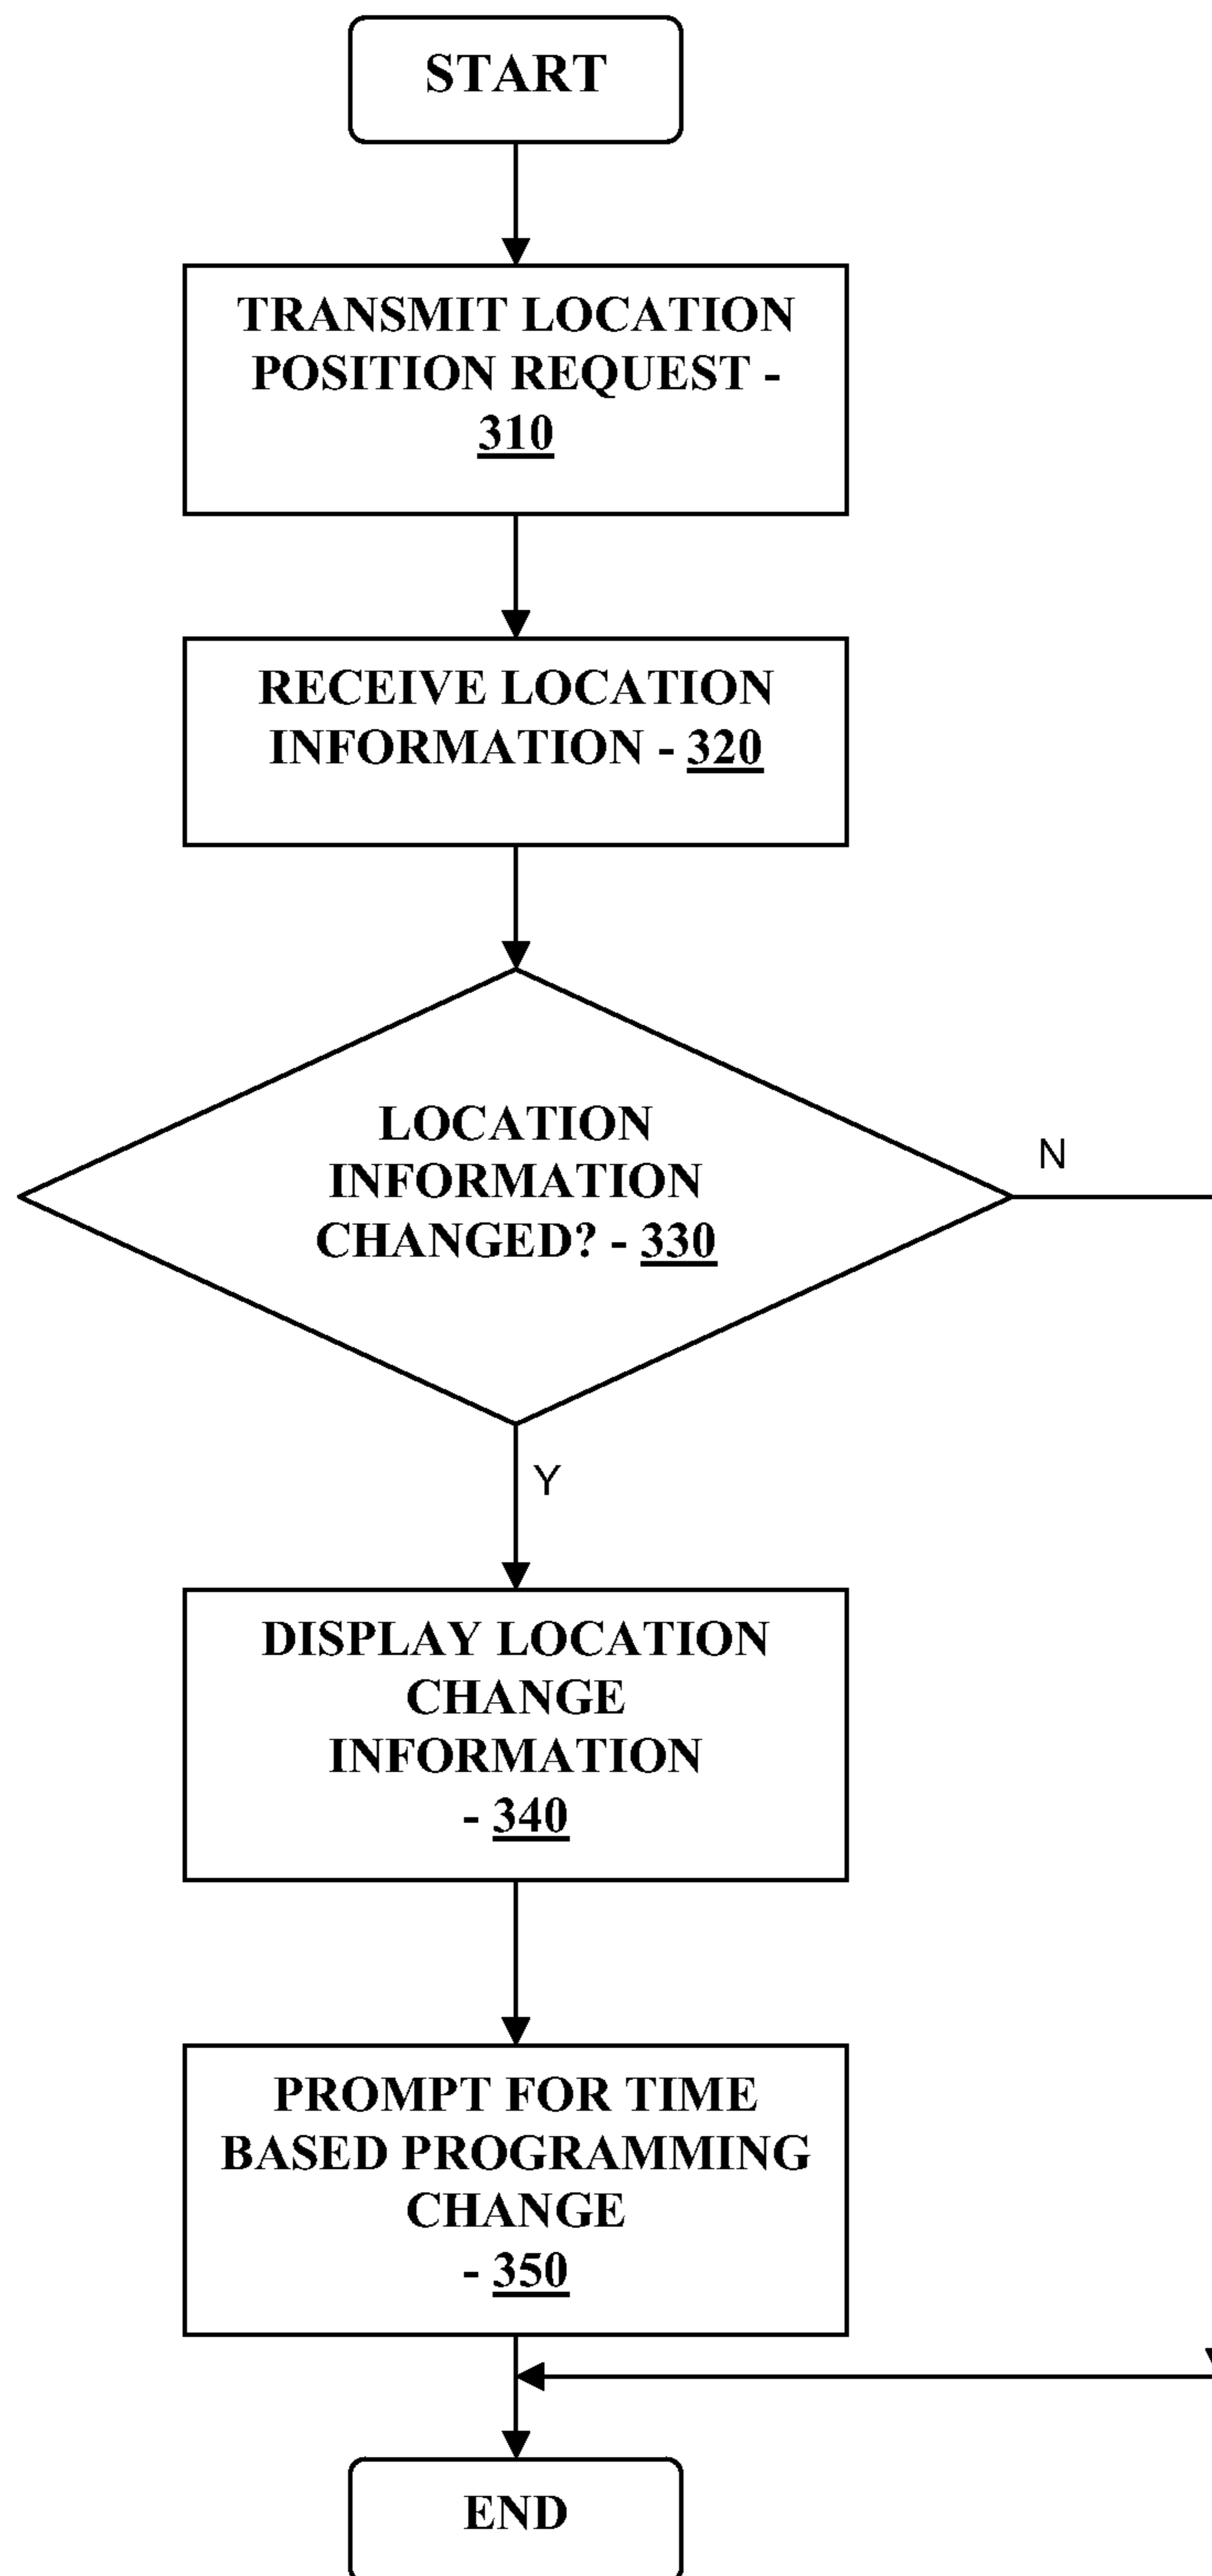 START
TRANSMIT LOCATION
POSITION REQUEST -
310
RECEIVE LOCATION
INFORMATION - 320
LOCATION
INFORMATION
CHANGED? - 330
N
Y
DISPLAY LOCATION
CHANGE
INFORMATION
- 340
PROMPT FOR TIME
BASED PROGRAMMING
CHANGE
- 350
END